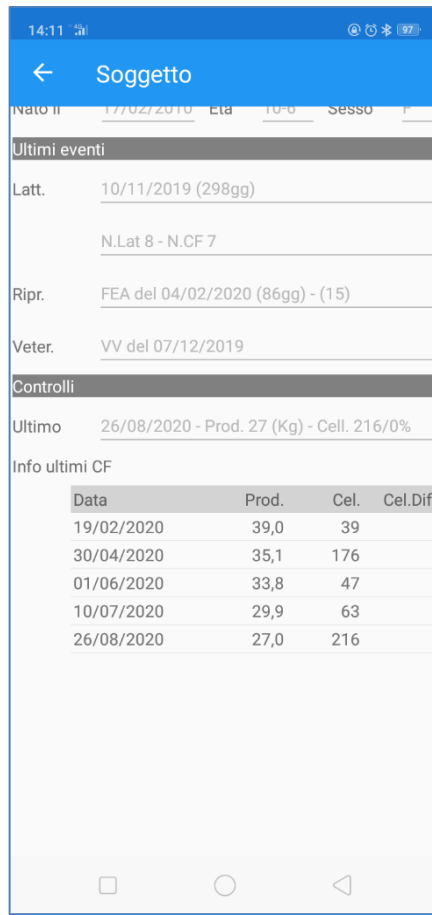 14:11 4G 97
Soggetto
Nato il 17/02/2010 Età 10-6 Sesso F
Ultimi eventi
Latt. 10/11/2019 (298gg)
N.Lat 8 - N.CF 7
Ripr. FEA del 04/02/2020 (86gg) - (15)
Veter. VV del 07/12/2019
Controlli
Ultimo 26/08/2020 - Prod. 27 (Kg) - Cell. 216/0%
Info ultimi CF
Data Prod. Cel. Cel.Dif
19/02/2020 39,0 39
30/04/2020 35,1 176
01/06/2020 33,8 47
10/07/2020 29,9 63
26/08/2020 27,0 216